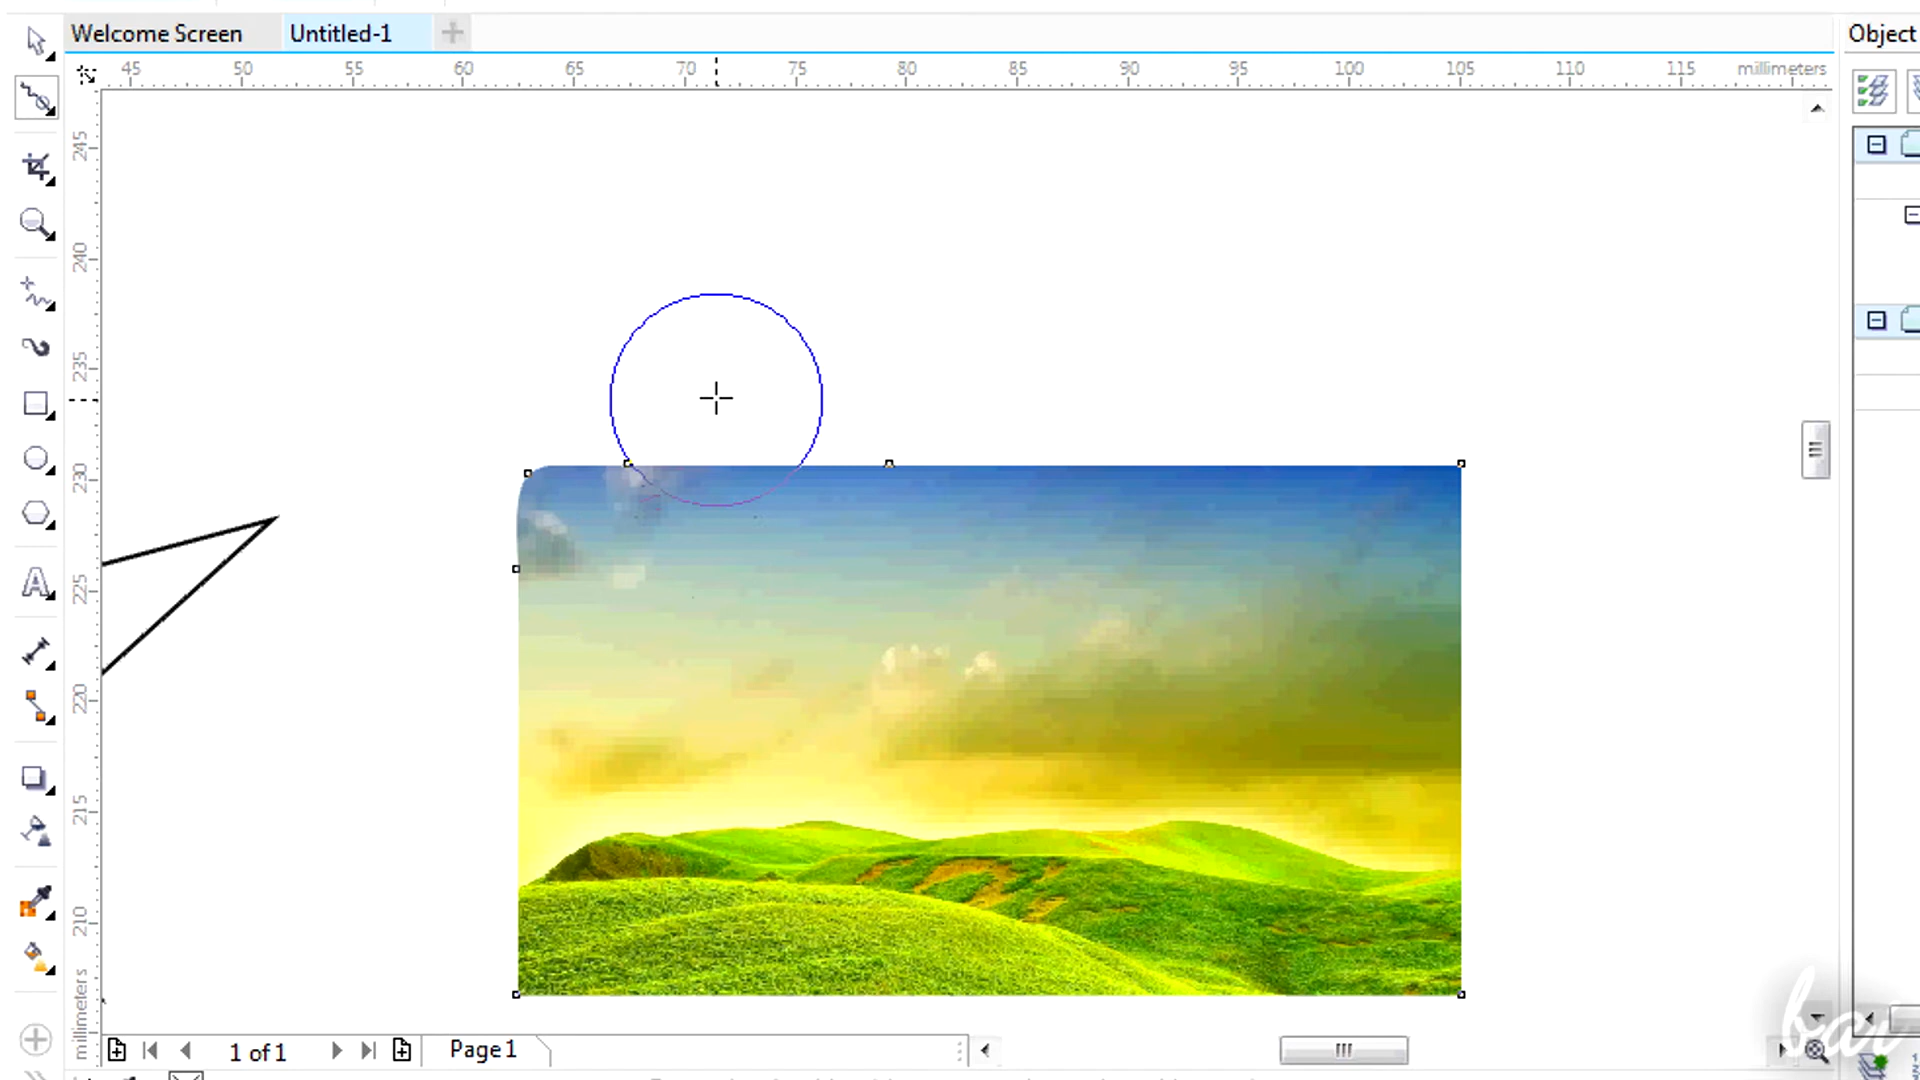 Welcome Screen
Untitled-1
Object
45 50 55 60 65 70 75 80 85 90 95 100 105 110 115 millimeters
245
240
235
230
225
220
215
210
millimeters
1 of 1
Page 1
bar